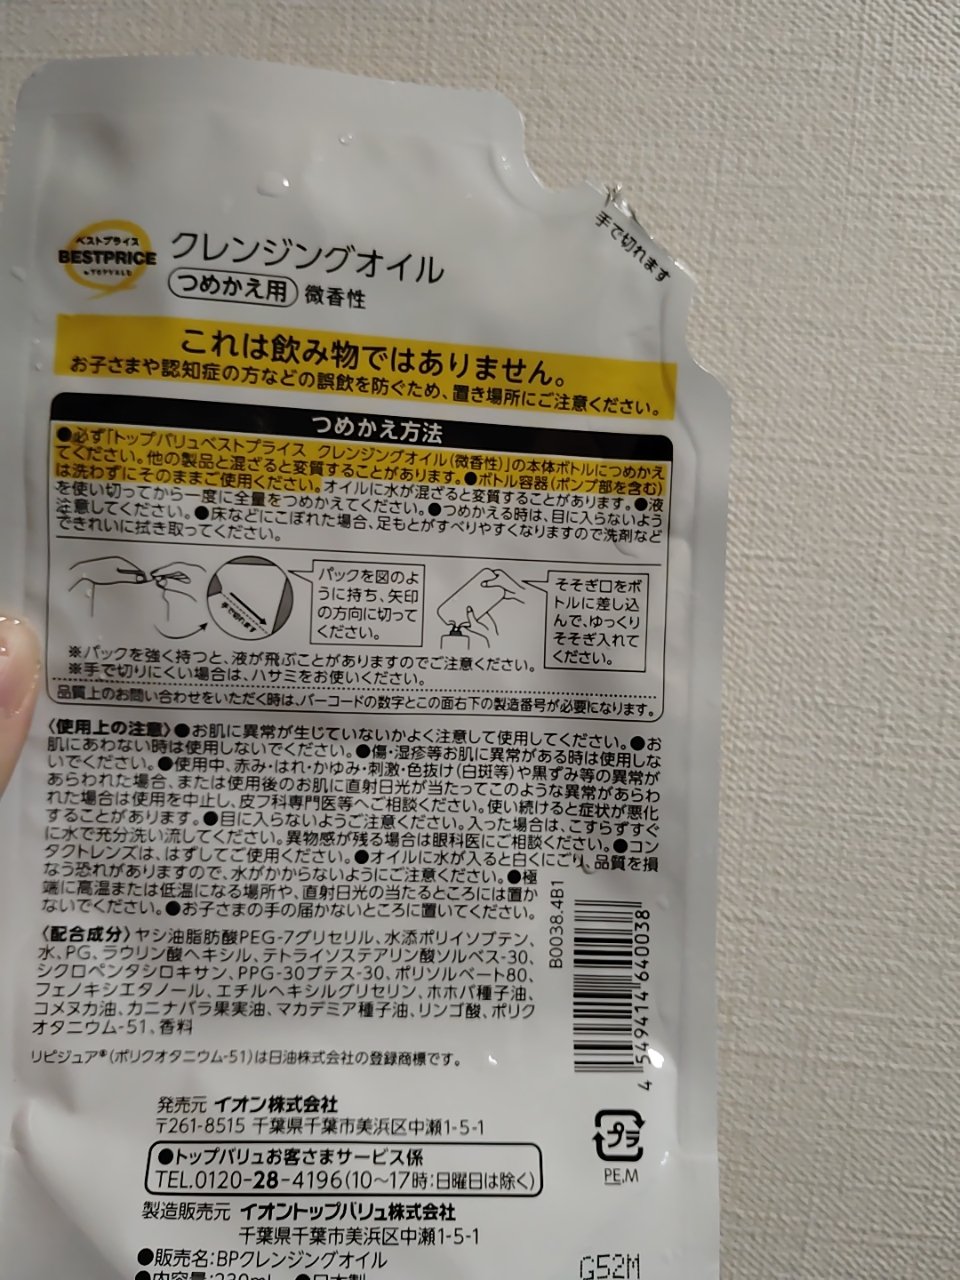 手で切れます
ベストプライス
BESTPRICE
by TOPVALU
クレンジングオイル
つめかえ用 微香性
これは飲み物ではありません。
お子さまや認知症の方などの誤飲を防ぐため、置き場所にご注意ください。
つめかえ方法
●必ず「トップバリュベストプライス クレンジングオイル(微香性)」の本体ボトルにつめかえ
てください。他の製品と混ざると変質することがあります。●ボトル容器(ポンプ部を含む)
は洗わずにそのままご使用ください。オイルに水が混ざると変質することがあります。●液
を使い切ってから一度に全量をつめかえてください。●つめかえる時は、目に入らないよう
注意してください。●床などにこぼれた場合、足もとがすべりやすくなりますので洗剤など
できれいに拭き取ってください。
手で切れます
パックを図のよ
うに持ち、矢印
の方向に切って
ください。
そそぎ口をボ
トルに差し込
んで、ゆっくり
そそぎ入れて
ください。
※パックを強く持つと、液が飛ぶことがありますのでご注意ください。
※手で切りにくい場合は、ハサミをお使いください。
品質上のお問い合わせをいただく時は、バーコードの数字とこの面右下の製造番号が必要になります。
〈使用上の注意〉●お肌に異常が生じていないかよく注意して使用してください。●お
肌にあわない時は使用しないでください。●傷・湿疹等お肌に異常がある時は使用しな
いでください。●使用中、赤み・はれ・かゆみ・刺激・色抜け(白斑等)や黒ずみ等の異常が
あらわれた場合、または使用後のお肌に直射日光が当たってこのような異常があらわ
れた場合は使用を中止し、皮フ科専門医等へご相談ください。使い続けると症状が悪化
することがあります。●目に入らないようご注意ください。入った場合は、こすらずすぐ
に水で充分洗い流してください。異物感が残る場合は眼科医にご相談ください。●コン
タクトレンズは、はずしてご使用ください。●オイルに水が入ると白くにごり、品質を損
なう恐れがありますので、水がかからないようにご注意ください。●極
端に高温または低温になる場所や、直射日光の当たるところには置か
ないでください。●お子さまの手の届かないところに置いてください。
〈配合成分〉ヤシ油脂肪酸PEG-7グリセリル、水添ポリイソブテン、
水、PG、ラウリン酸ヘキシル、テトライソステアリン酸ソルベス-30、
シクロペンタシロキサン、PPG-30ブテス-30、ポリソルベート80、
フェノキシエタノール、エチルヘキシルグリセリン、ホホバ種子油、
コメヌカ油、カニナバラ果実油、マカデミア種子油、リンゴ酸、ポリク
オタニウム-51、香料
リピジュア®(ポリクオタニウム-51)は日油株式会社の登録商標です。
B0038.4B1
4 549414 640038
発売元 イオン株式会社
〒261-8515 千葉県千葉市美浜区中瀬1-5-1
●トップバリュお客さまサービス係
TEL.0120-28-4196(10〜17時:日曜日は除く)
プラ
PE,M
製造販売元 イオントップバリュ株式会社
千葉県千葉市美浜区中瀬1-5-1
●販売名:BPクレンジングオイル
●内容量:230mL ●日本製
G52M